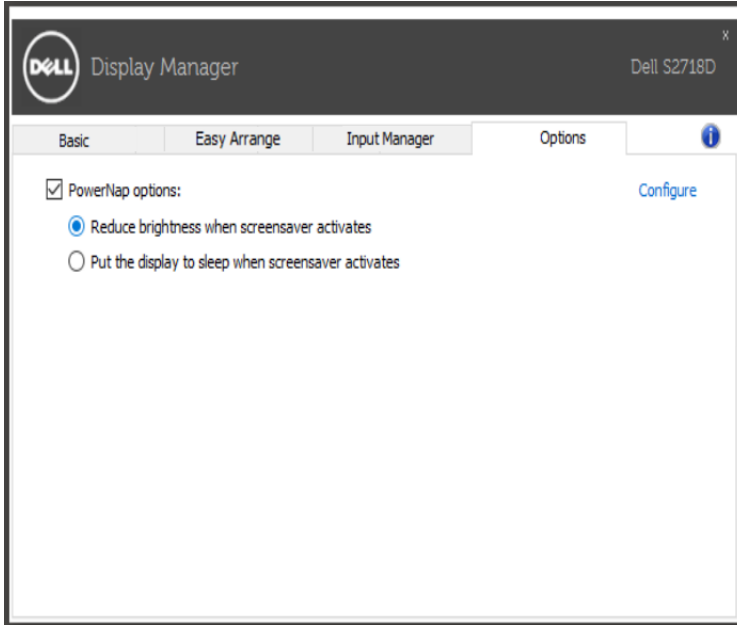 x
DELL Display Manager Dell S2718D
Basic Easy Arrange Input Manager Options i
PowerNap options: Configure
Reduce brightness when screensaver activates
Put the display to sleep when screensaver activates